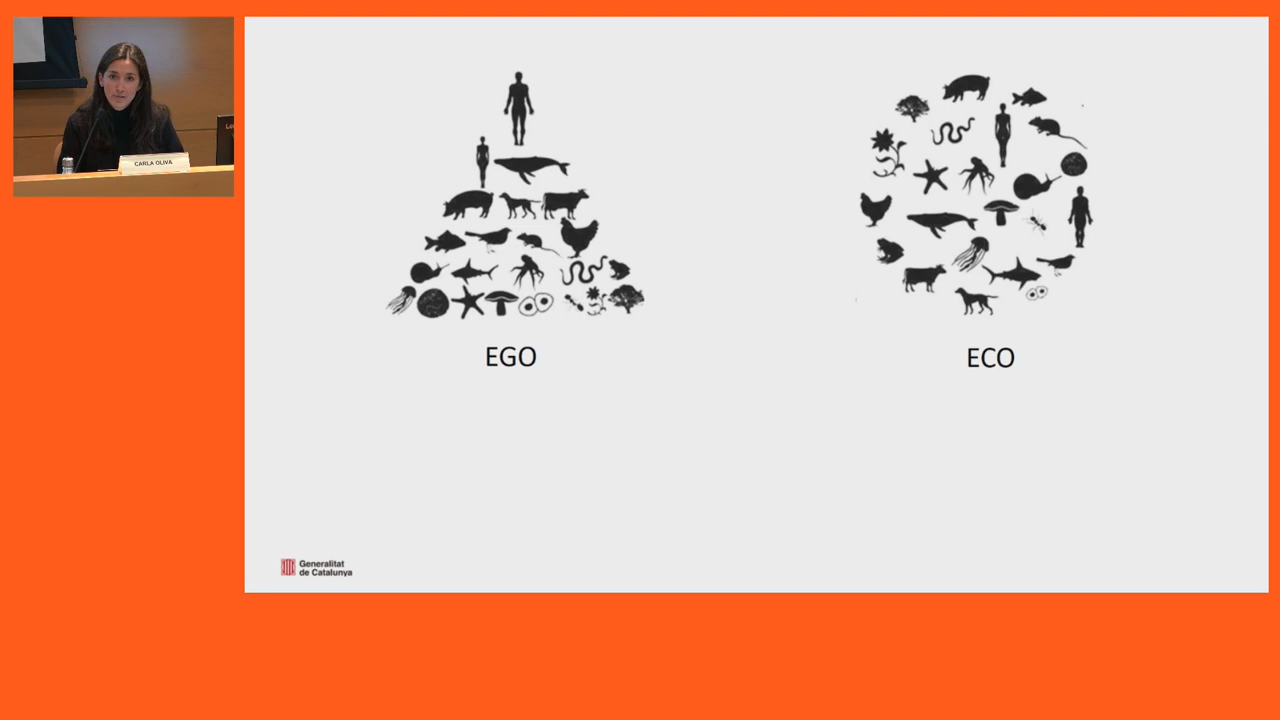 CARLA OLIVA
EGO
ECO
Generalitat
de Catalunya